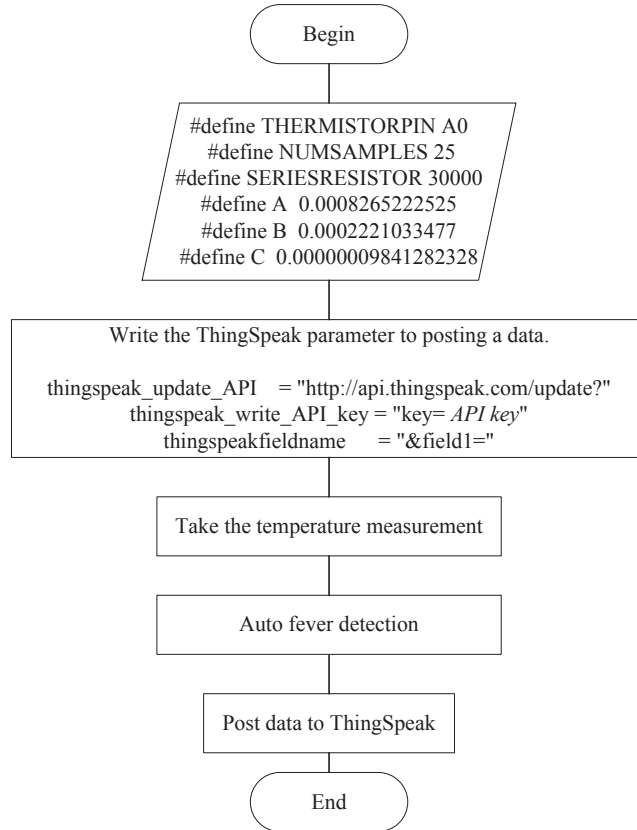 Begin
#define THERMISTORPIN A0
#define NUMSAMPLES 25
#define SERIESRESISTOR 30000
#define A  0.0008265222525
#define B  0.0002221033477
#define C  0.00000009841282328
Write the ThingSpeak parameter to posting a data.
thingspeak_update_API    = "http://api.thingspeak.com/update?"
thingspeak_write_API_key = "key= API key"
thingspeakfieldname     = "&field1="
Take the temperature measurement
Auto fever detection
Post data to ThingSpeak
End